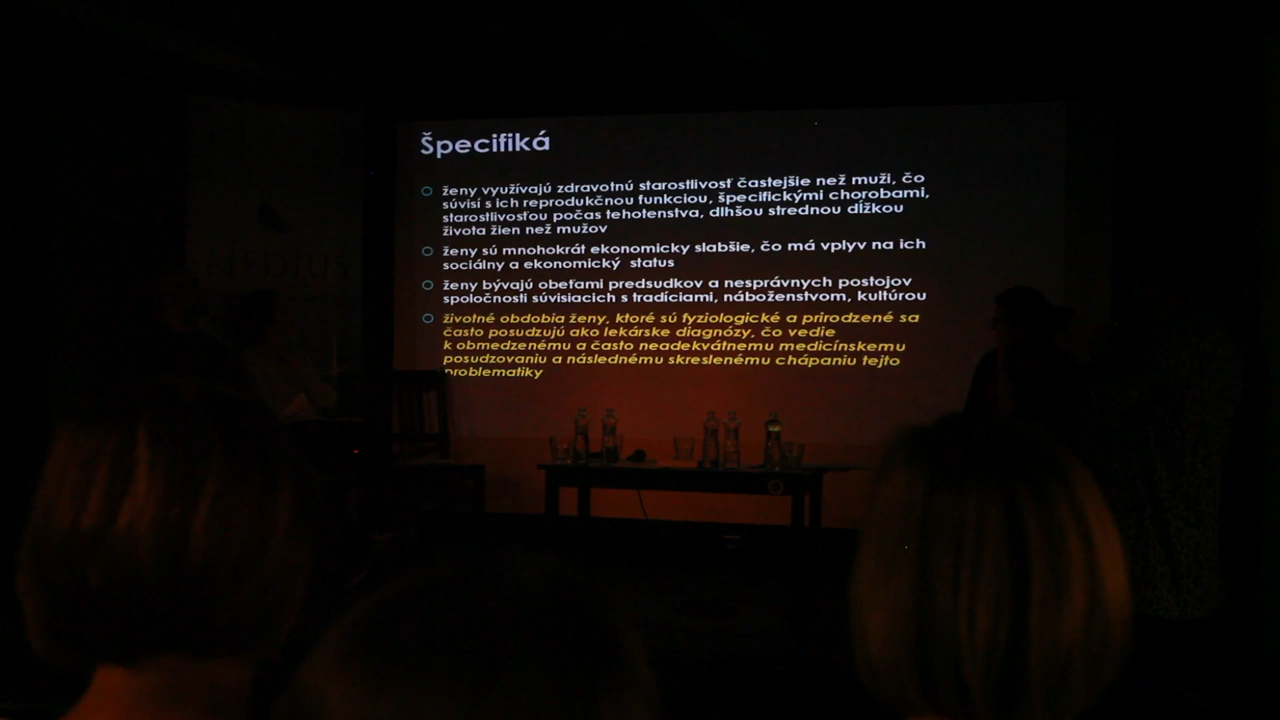 Špecifiká
ženy využívajú zdravotnú starostlivosť častejšie než muži, čo
súvisí s ich reprodukčnou funkciou, špecifickými chorobami,
starostlivosťou počas tehotenstva, dlhšou strednou dĺžkou
života žien než mužov
ženy sú mnohokrát ekonomicky slabšie, čo má vplyv na ich
sociálny a ekonomický status
ženy bývajú obeťami predsudkov a nesprávnych postojov
spoločnosti súvisiacich s tradíciami, náboženstvom, kultúrou
životné obdobia ženy, ktoré sú fyziologické a prirodzené sa
často posudzujú ako lekárske diagnózy, čo vedie
k obmedzenému a často neadekvátnemu medicínskemu
posudzovaniu a následnému skreslenému chápaniu tejto
problematiky
MEDIUS